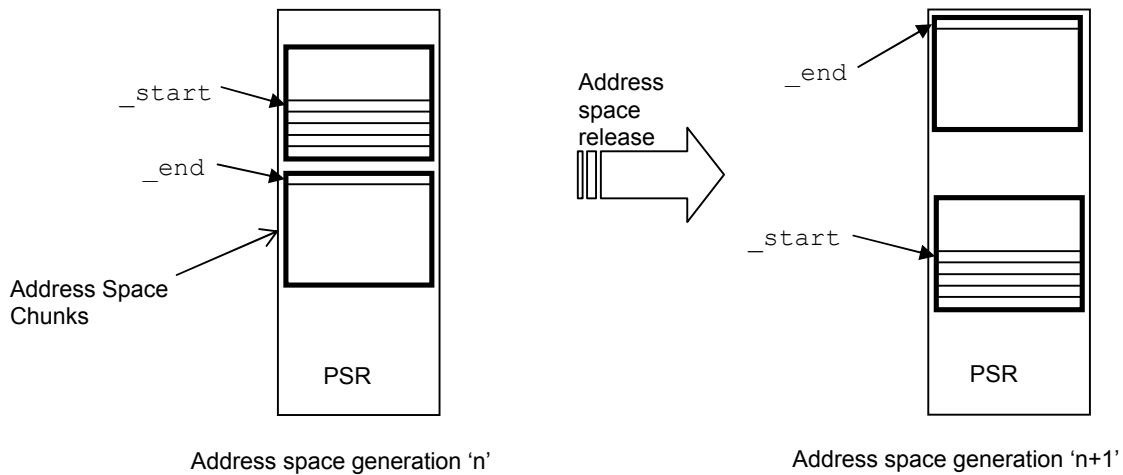 _start
_end
Address Space
Chunks
PSR
Address space generation ‘n’
Address
space
release
_end
_start
PSR
Address space generation ‘n+1’